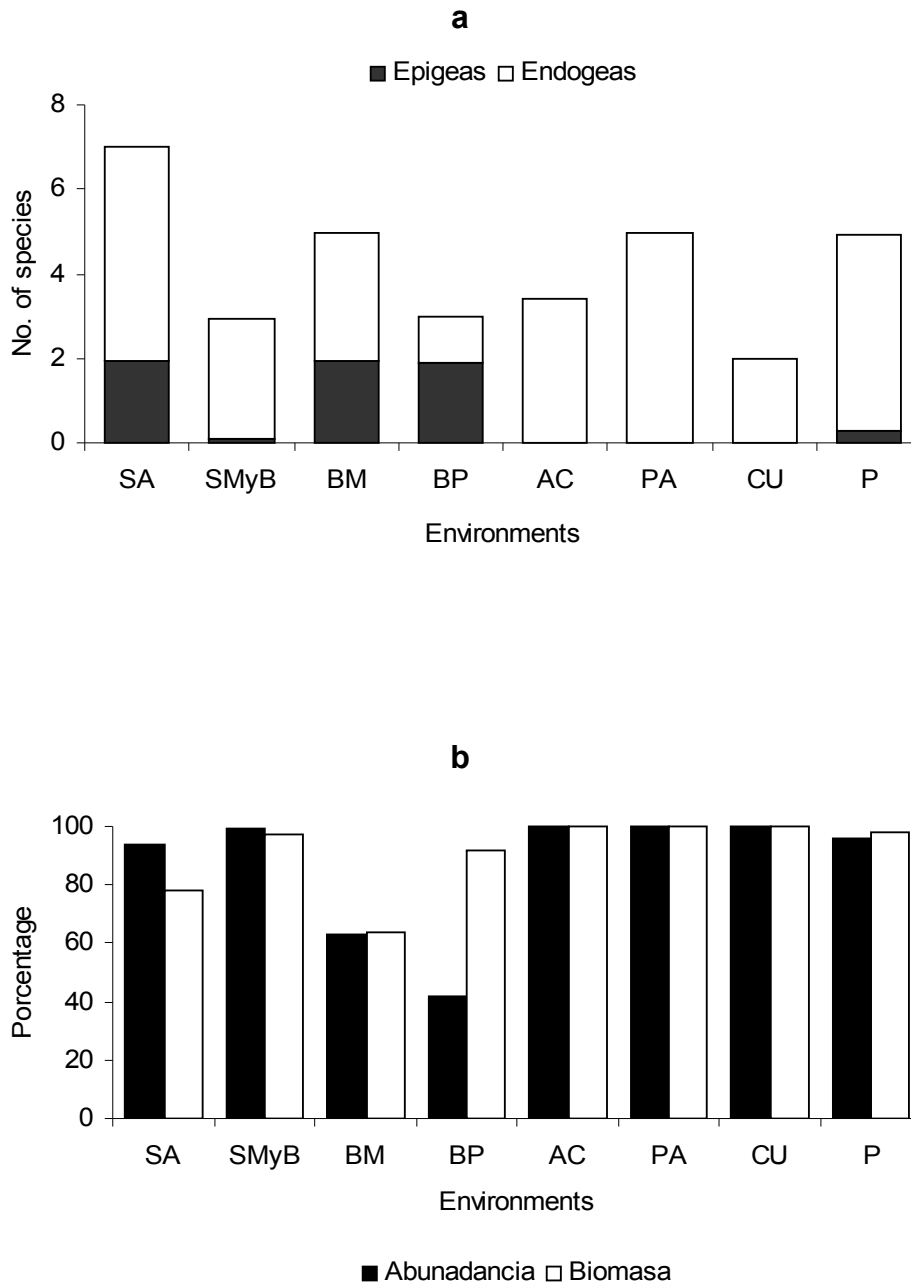 a
Epigeas Endogeas
8
6
4
2
0
No. of species
SA SMyB BM BP AC PA CU P
Environments
b
100
80
60
40
20
0
Porcentage
SA SMyB BM BP AC PA CU P
Environments
Abunadancia Biomasa